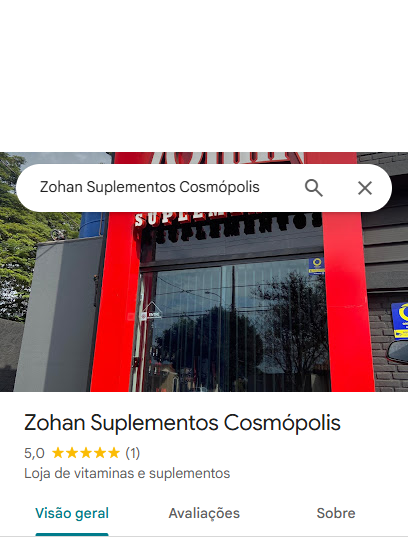 Zohan Suplementos Cosmópolis
Zohan Suplementos Cosmópolis
5,0 ★★★★★ (1)
Loja de vitaminas e suplementos
Visão geral
Avaliações
Sobre